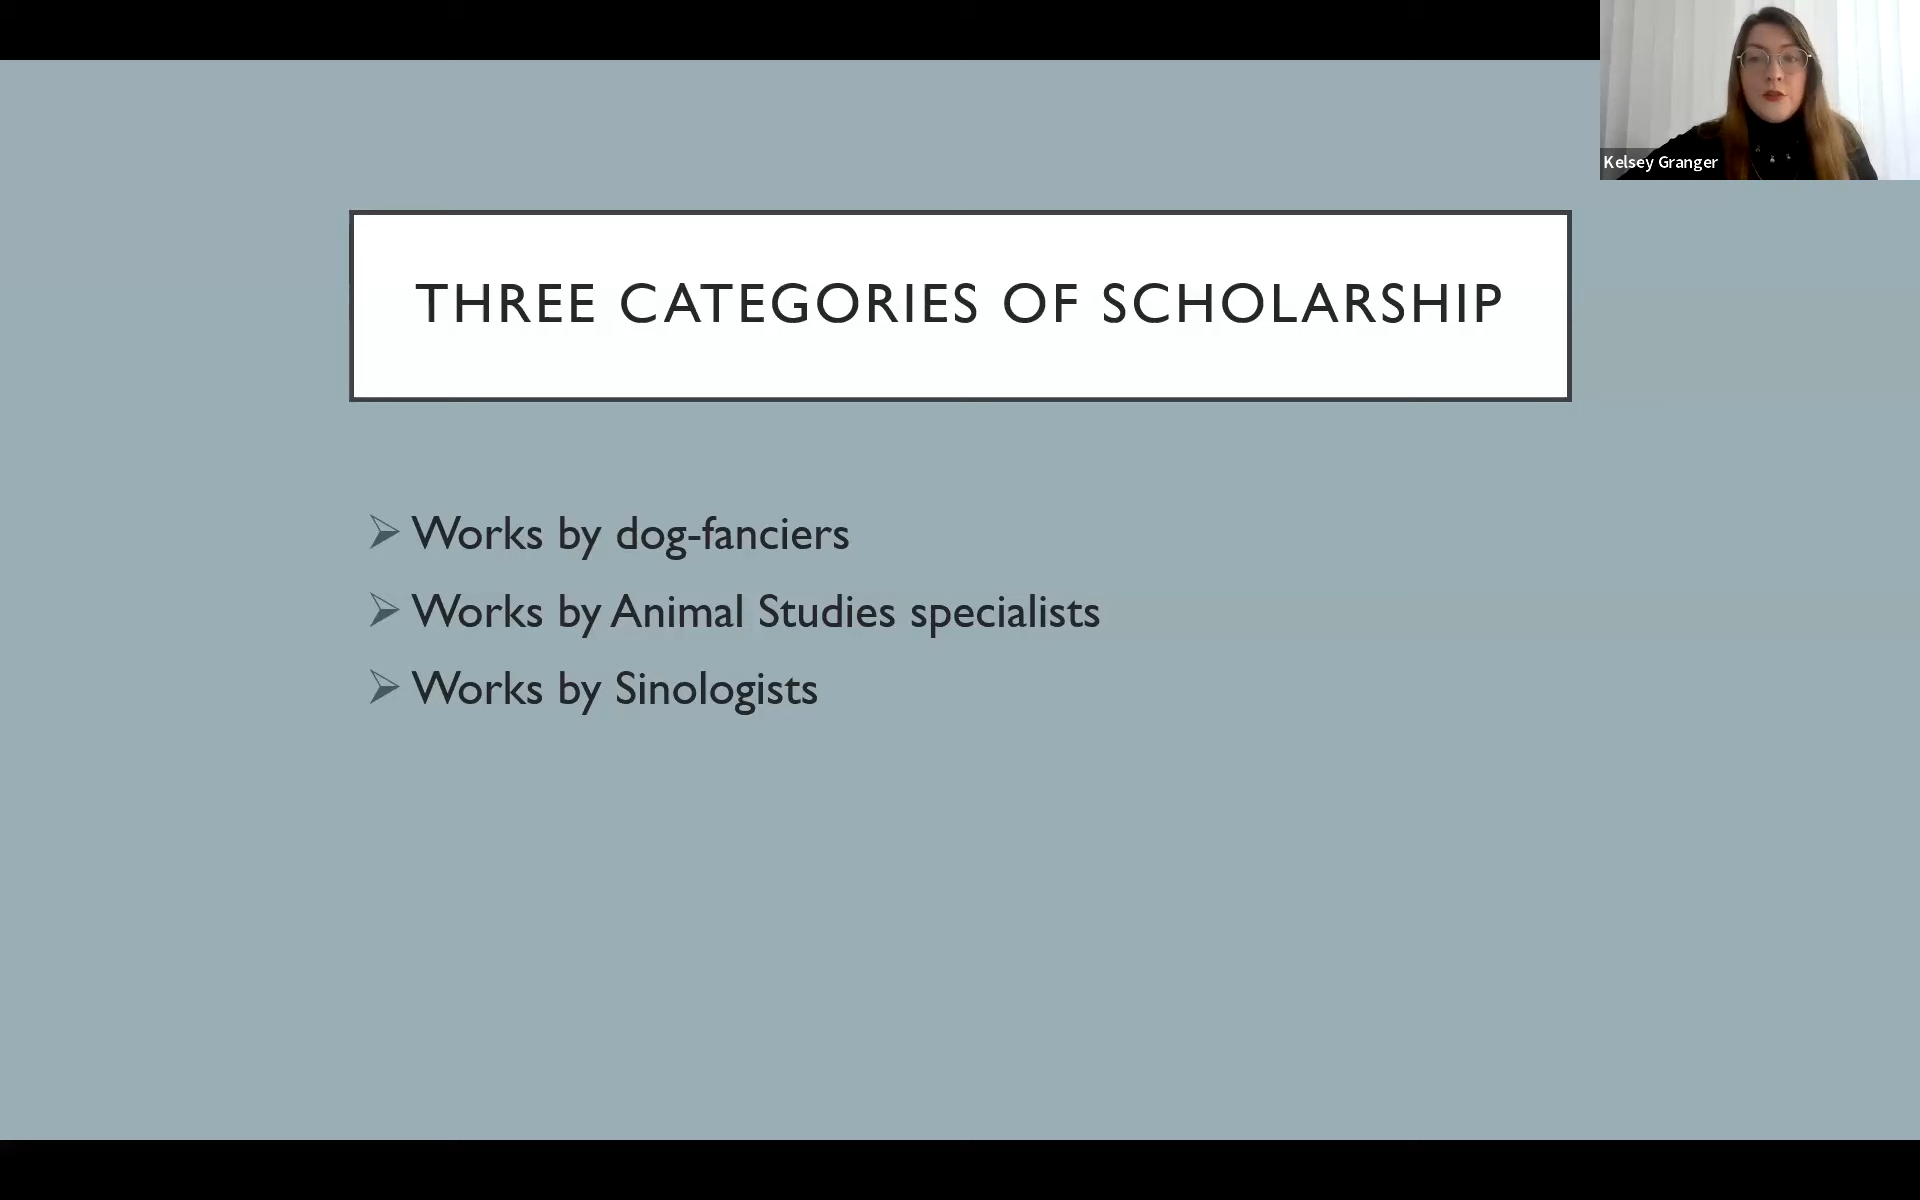 Kelsey Granger
THREE CATEGORIES OF SCHOLARSHIP
Works by dog-fanciers
Works by Animal Studies specialists
Works by Sinologists